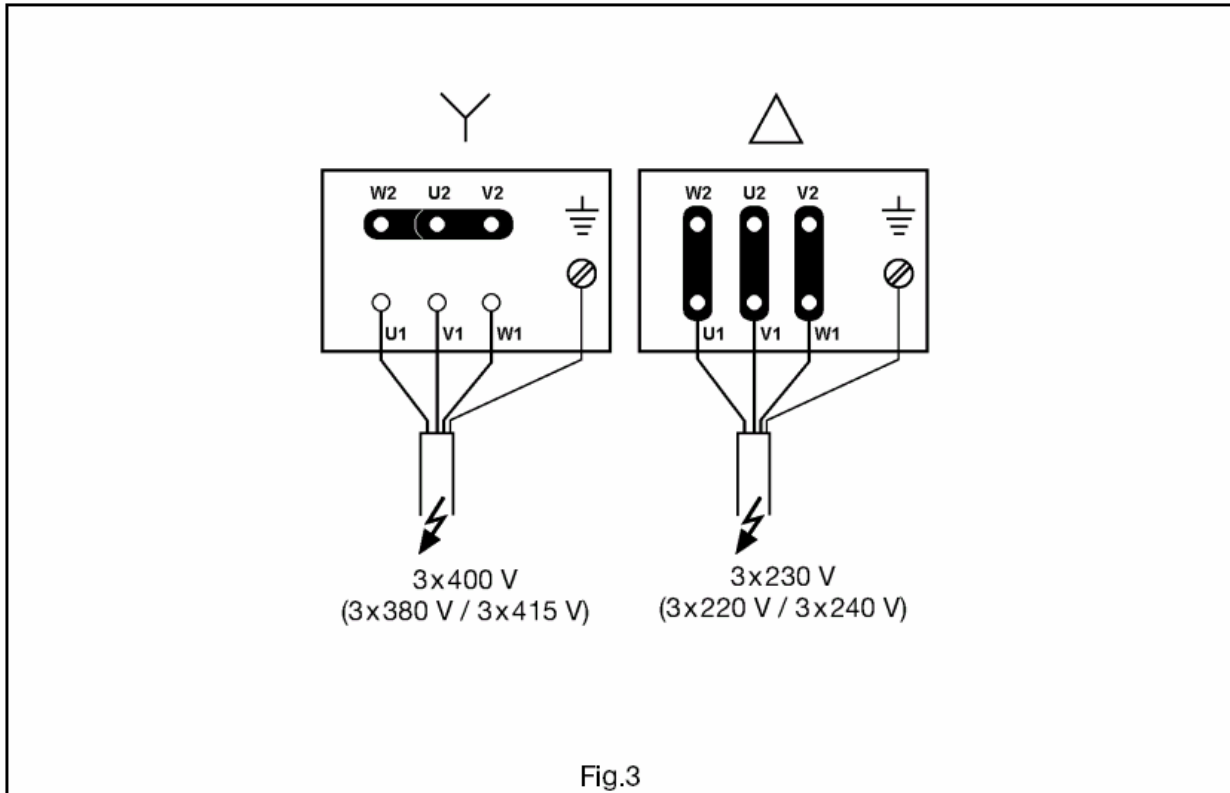 W2 U2 V2
U1 V1 W1
3x400 V
(3x380 V / 3x415 V)
W2 U2 V2
U1 V1 W1
3x230 V
(3x220 V / 3x240 V)
Fig.3